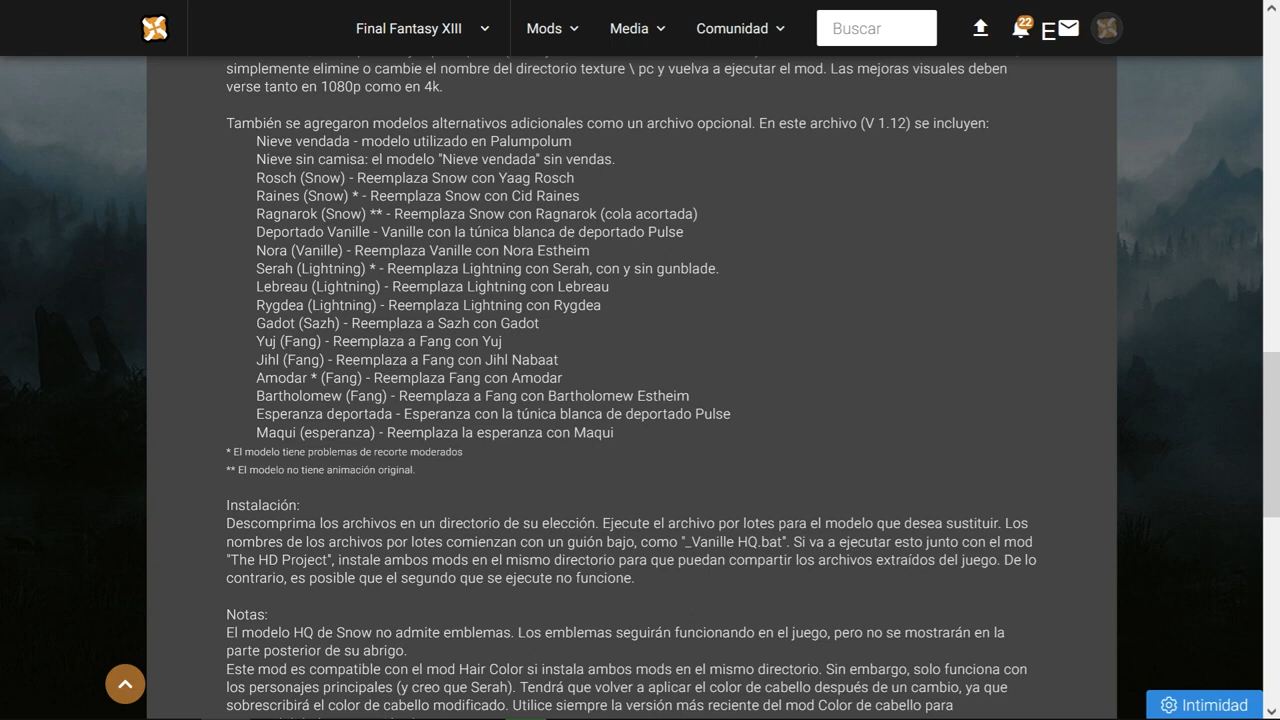 Final Fantasy XIII
Mods
Media
Comunidad
Buscar
22
E
simplemente elimine o cambie el nombre del directorio texture \ pc y vuelva a ejecutar el mod. Las mejoras visuales deben
verse tanto en 1080p como en 4k.
También se agregaron modelos alternativos adicionales como un archivo opcional. En este archivo (V 1.12) se incluyen:
Nieve vendada - modelo utilizado en Palumpolum
Nieve sin camisa: el modelo "Nieve vendada" sin vendas.
Rosch (Snow) - Reemplaza Snow con Yaag Rosch
Raines (Snow) * - Reemplaza Snow con Cid Raines
Ragnarok (Snow) ** - Reemplaza Snow con Ragnarok (cola acortada)
Deportado Vanille - Vanille con la túnica blanca de deportado Pulse
Nora (Vanille) - Reemplaza Vanille con Nora Estheim
Serah (Lightning) * - Reemplaza Lightning con Serah, con y sin gunblade.
Lebreau (Lightning) - Reemplaza Lightning con Lebreau
Rygdea (Lightning) - Reemplaza Lightning con Rygdea
Gadot (Sazh) - Reemplaza a Sazh con Gadot
Yuj (Fang) - Reemplaza a Fang con Yuj
Jihl (Fang) - Reemplaza a Fang con Jihl Nabaat
Amodar * (Fang) - Reemplaza Fang con Amodar
Bartholomew (Fang) - Reemplaza a Fang con Bartholomew Estheim
Esperanza deportada - Esperanza con la túnica blanca de deportado Pulse
Maqui (esperanza) - Reemplaza la esperanza con Maqui
* El modelo tiene problemas de recorte moderados
** El modelo no tiene animación original.
Instalación:
Descomprima los archivos en un directorio de su elección. Ejecute el archivo por lotes para el modelo que desea sustituir. Los
nombres de los archivos por lotes comienzan con un guión bajo, como "_Vanille HQ.bat". Si va a ejecutar esto junto con el mod
"The HD Project", instale ambos mods en el mismo directorio para que puedan compartir los archivos extraídos del juego. De lo
contrario, es posible que el segundo que se ejecute no funcione.
Notas:
El modelo HQ de Snow no admite emblemas. Los emblemas seguirán funcionando en el juego, pero no se mostrarán en la
parte posterior de su abrigo.
Este mod es compatible con el mod Hair Color si instala ambos mods en el mismo directorio. Sin embargo, solo funciona con
los personajes principales (y creo que Serah). Tendrá que volver a aplicar el color de cabello después de un cambio, ya que
sobrescribirá el color de cabello modificado. Utilice siempre la versión más reciente del mod Color de cabello para
Intimidad